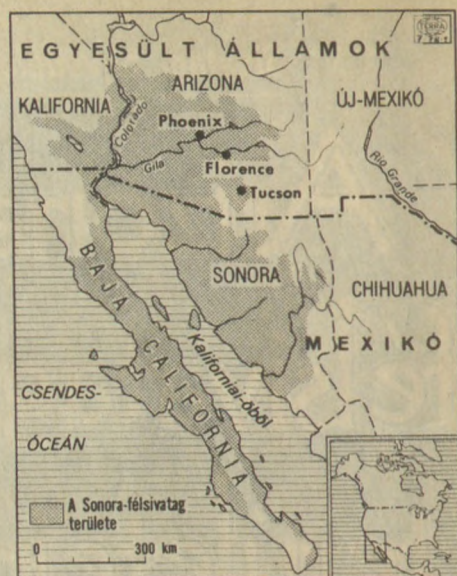 EGYESÜLT ÁLLAMOK
ARIZONA
KALIFORNIA
ÚJ-MEXIKÓ
Phoenix
Colorado
Gila
Florence
Rio Grande
Tucson
SONORA
CHIHUAHUA
BAJA CALIFORNIA
MEXIKÓ
Kaliforniai-öböl
CSENDES-
ÓCEÁN
A Sonora-félsivatag
területe
0 300 km